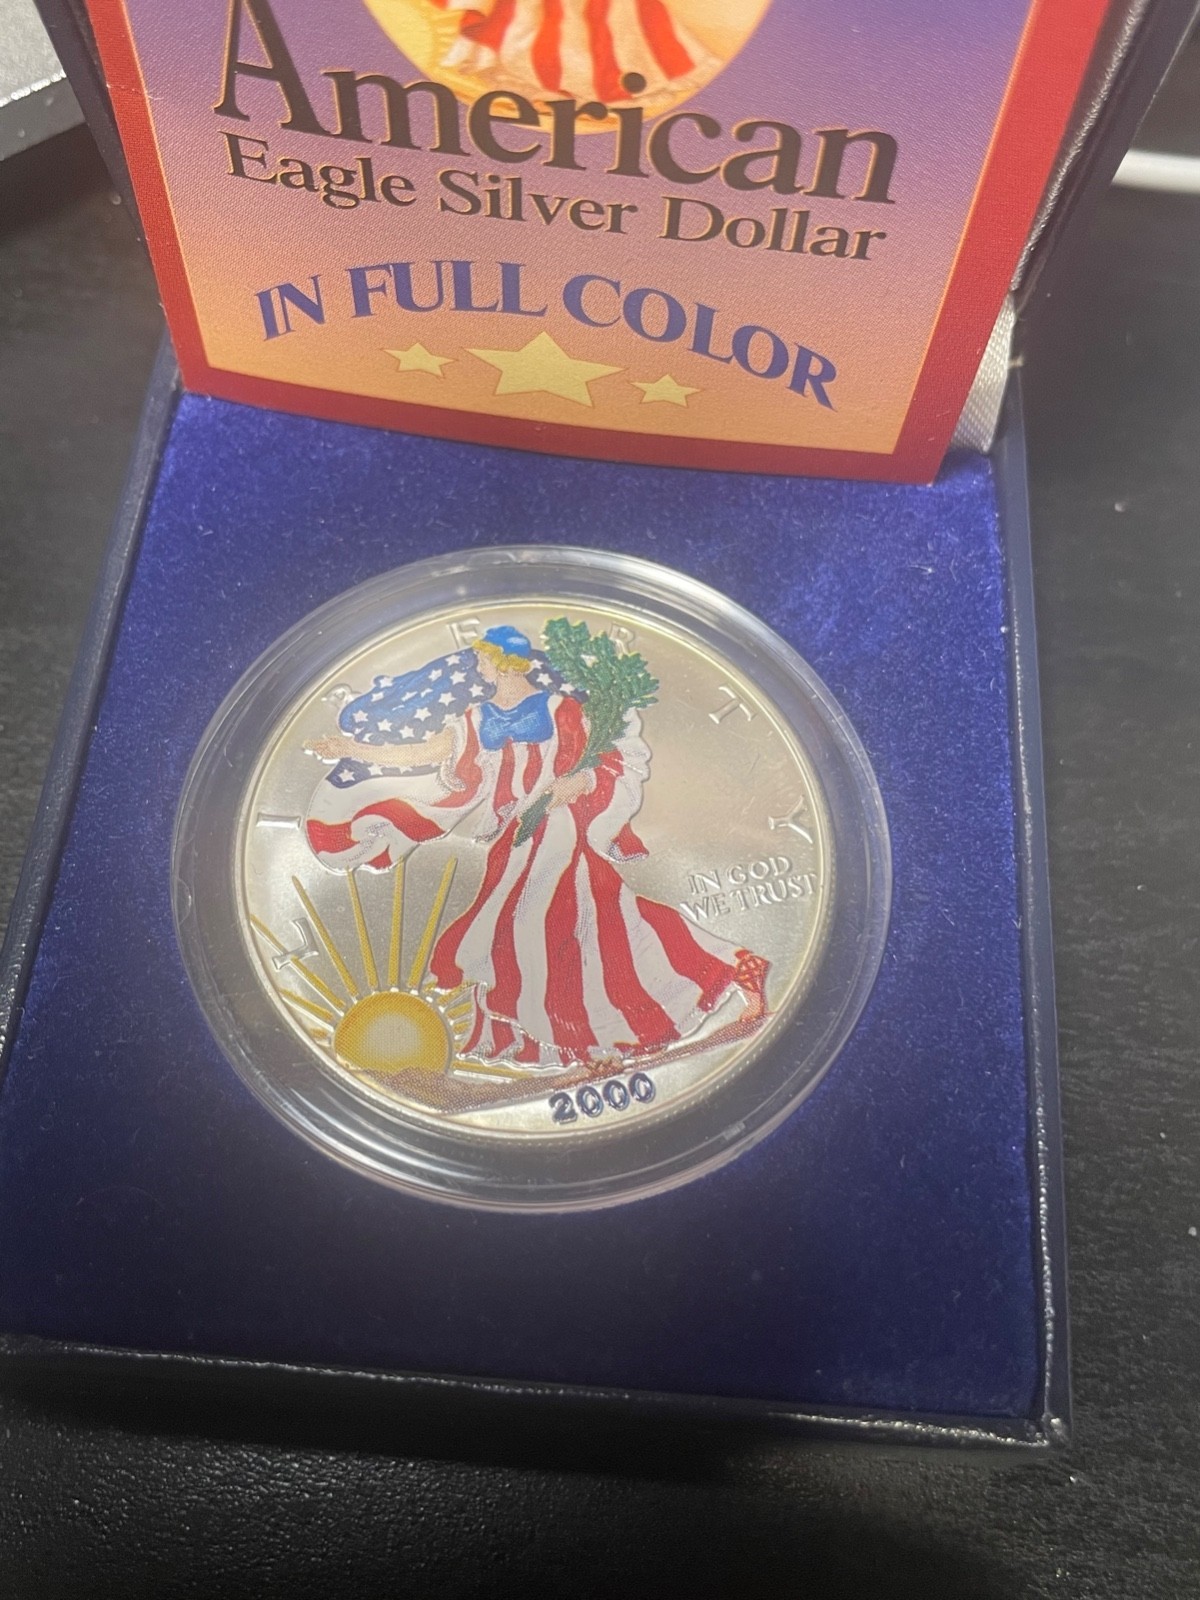 American
Eagle Silver Dollar
IN FULL COLOR
LIBERTY
IN GOD
WE TRUST
2000